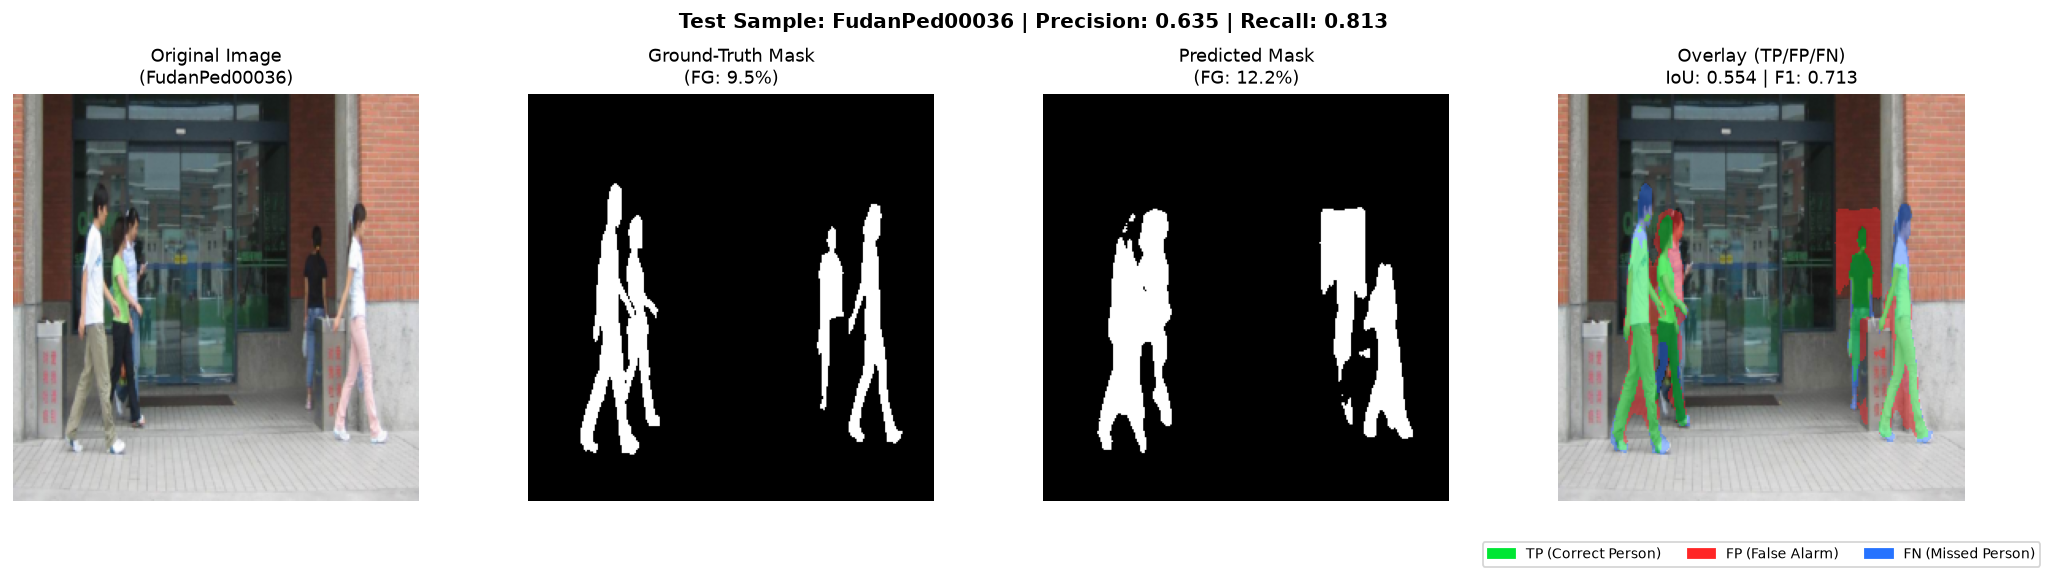 Test Sample: FudanPed00036 | Precision: 0.635 | Recall: 0.813
Original Image
(FudanPed00036)
Ground-Truth Mask
(FG: 9.5%)
Predicted Mask
(FG: 12.2%)
Overlay (TP/FP/FN)
IoU: 0.554 | F1: 0.713
TP (Correct Person)
FP (False Alarm)
FN (Missed Person)